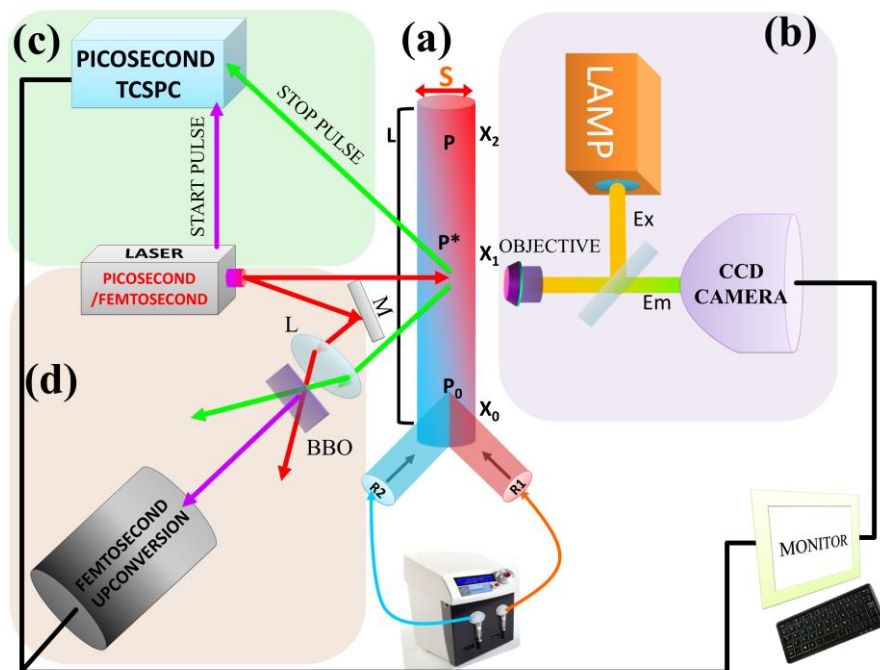 (c)
PICOSECOND
TCSPC
START PULSE
STOP PULSE
LASER
PICOSECOND
/FEMTOSECOND
(a)
S
L
P
X2
P*
X1
P0
X0
R2
R1
(b)
LAMP
Ex
OBJECTIVE
Em
CCD
CAMERA
(d)
M
L
BBO
FEMTOSECOND
UPCONVERSION
MONITOR